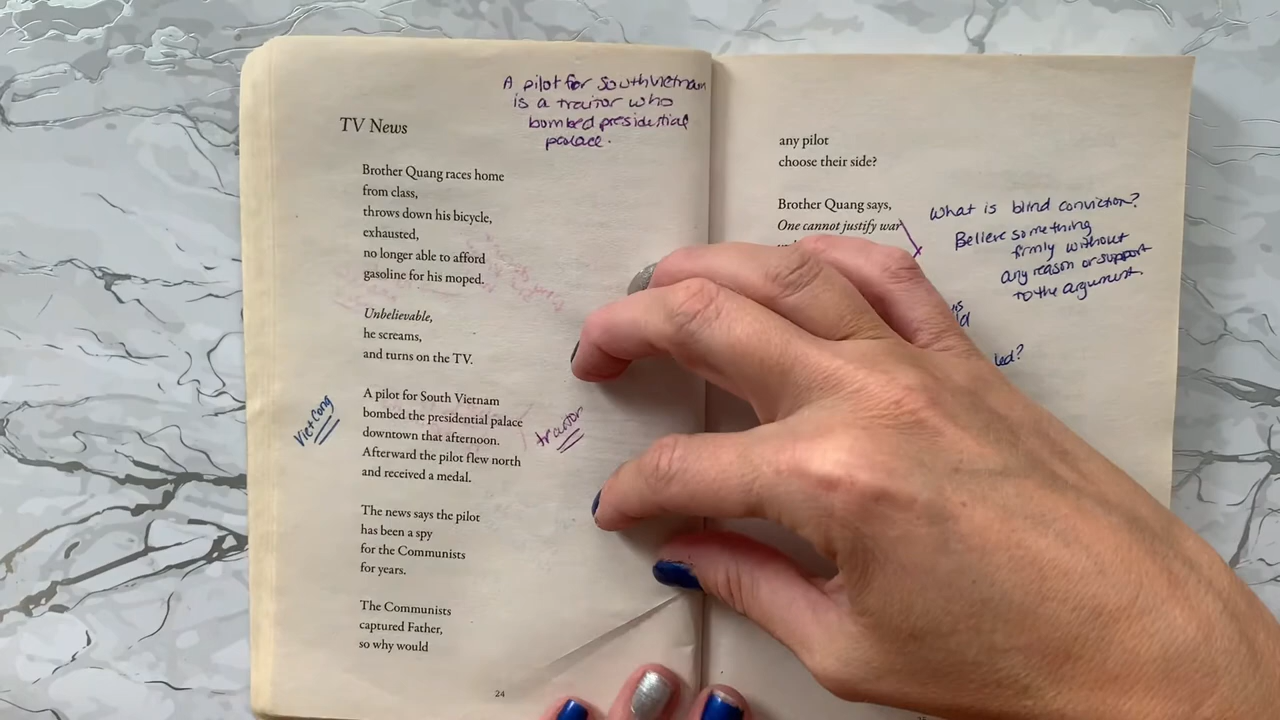 A pilot for South Vietnam
is a traitor who
bombed presidential
palace.
TV News
Brother Quang races home
from class,
throws down his bicycle,
exhausted,
no longer able to afford
gasoline for his moped.
Unbelievable,
he screams,
and turns on the TV.
A pilot for South Vietnam
bombed the presidential palace
downtown that afternoon.
Afterward the pilot flew north
and received a medal.
Viet Cong
traitor
The news says the pilot
has been a spy
for the Communists
for years.
The Communists
captured Father,
so why would
24
any pilot
choose their side?
Brother Quang says,
One cannot justify war
What is blind conviction?
Believe something
firmly without
any reason or support
to the argument.